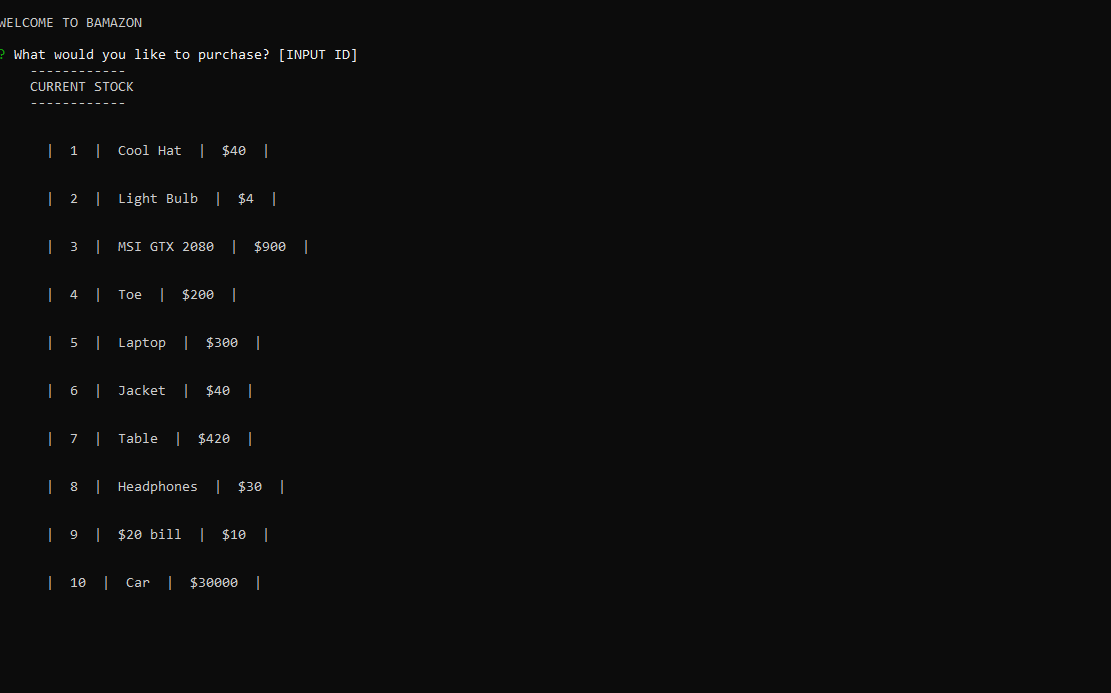 WELCOME TO BAMAZON
? What would you like to purchase? [INPUT ID]
------------
CURRENT STOCK
------------
| 1 | Cool Hat | $40 |
| 2 | Light Bulb | $4 |
| 3 | MSI GTX 2080 | $900 |
| 4 | Toe | $200 |
| 5 | Laptop | $300 |
| 6 | Jacket | $40 |
| 7 | Table | $420 |
| 8 | Headphones | $30 |
| 9 | $20 bill | $10 |
| 10 | Car | $30000 |